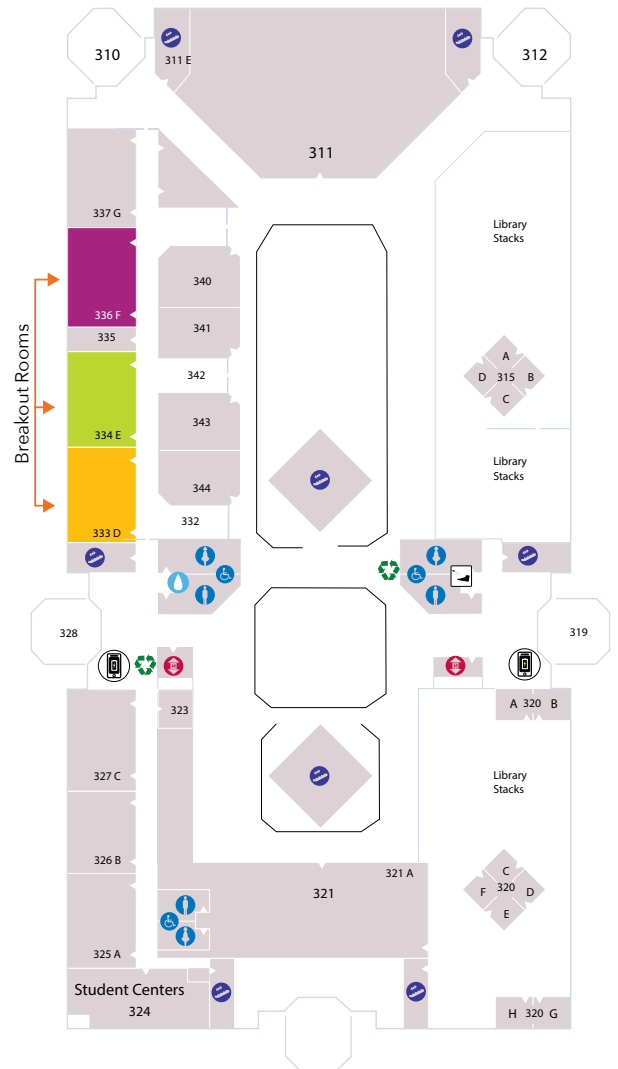 310
312
311 E
311
337 G
Library
Stacks
340
336 F
341
335
A
D 315 B
C
342
Breakout Rooms
343
334 E
Library
Stacks
344
332
333 D
328
319
A 320 B
323
327 C
Library
Stacks
326 B
321 A
321
C
F 320 D
E
325 A
Student Centers
324
H 320 G